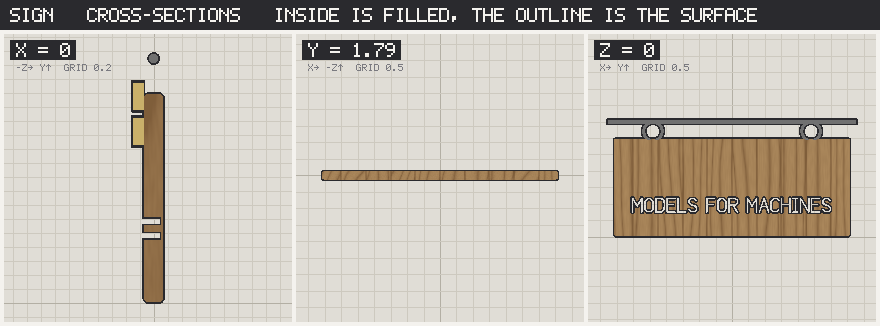 SIGN CROSS-SECTIONS INSIDE IS FILLED, THE OUTLINE IS THE SURFACE
X = 0
-Z→ Y↑ GRID 0.2
Y = 1.79
X→ -Z↑ GRID 0.5
Z = 0
X→ Y↑ GRID 0.5
MODELS FOR MACHINES